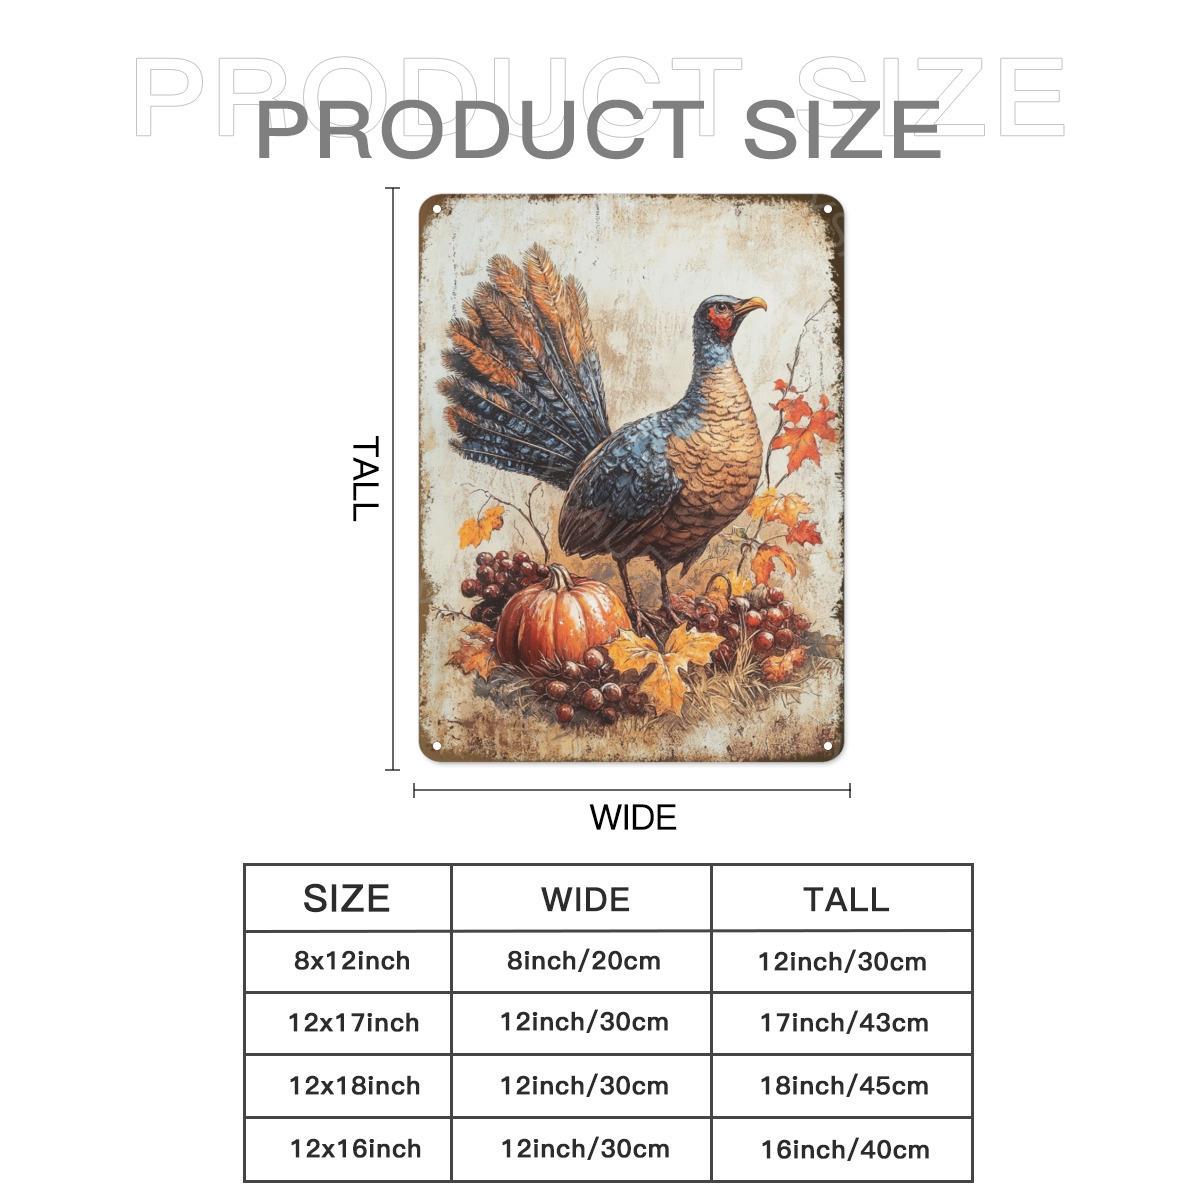 PRODUCT SIZE
PRODUCT SIZE
TALL
WIDE
SIZE WIDE TALL
8x12inch 8inch/20cm 12inch/30cm
12x17inch 12inch/30cm 17inch/43cm
12x18inch 12inch/30cm 18inch/45cm
12x16inch 12inch/30cm 16inch/40cm